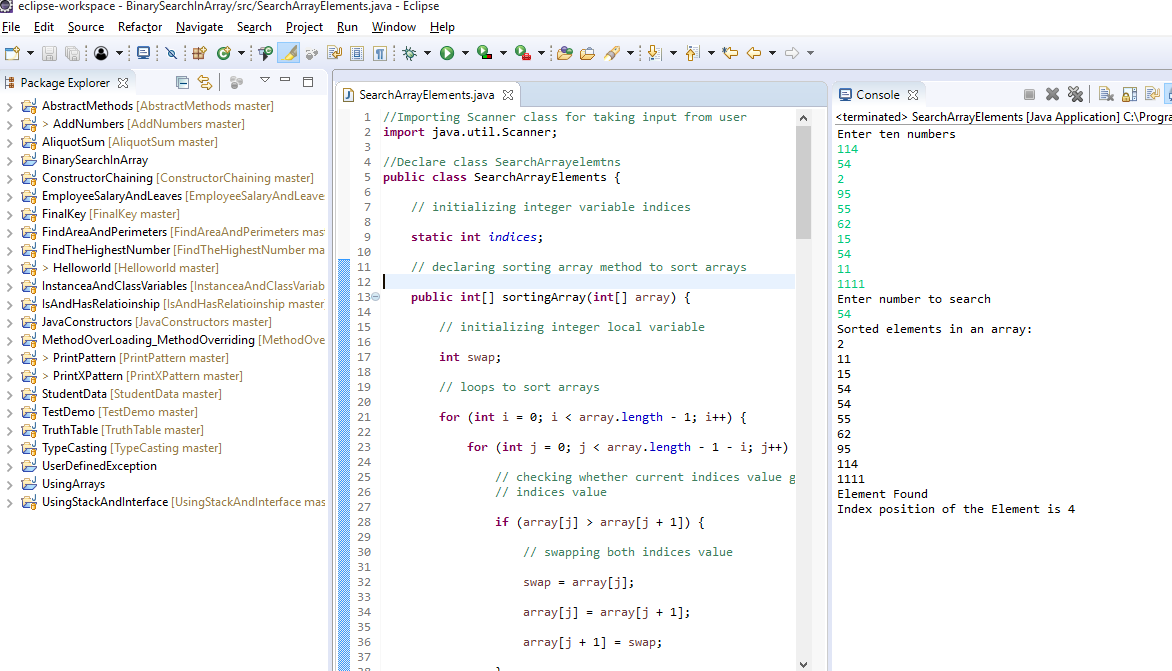 eclipse-workspace - BinarySearchInArray/src/SearchArrayElements.java - Eclipse
File Edit Source Refactor Navigate Search Project Run Window Help
Package Explorer
AbstractMethods [AbstractMethods master]
> AddNumbers [AddNumbers master]
AliquotSum [AliquotSum master]
BinarySearchInArray
ConstructorChaining [ConstructorChaining master]
EmployeeSalaryAndLeaves [EmployeeSalaryAndLeave
FinalKey [FinalKey master]
FindAreaAndPerimeters [FindAreaAndPerimeters mas
FindTheHighestNumber [FindTheHighestNumber ma
> Helloworld [Helloworld master]
InstanceaAndClassVariables [InstanceaAndClassVariab
IsAndHasRelatioinship [IsAndHasRelatioinship master
JavaConstructors [JavaConstructors master]
MethodOverLoading_MethodOverriding [MethodOve
> PrintPattern [PrintPattern master]
> PrintXPattern [PrintXPattern master]
StudentData [StudentData master]
TestDemo [TestDemo master]
TruthTable [TruthTable master]
TypeCasting [TypeCasting master]
UserDefinedException
UsingArrays
UsingStackAndInterface [UsingStackAndInterface mas
SearchArrayElements.java
1 //Importing Scanner class for taking input from user
2 import java.util.Scanner;
3
4 //Declare class SearchArrayelemtns
5 public class SearchArrayElements {
6
7 // initializing integer variable indices
8
9 static int indices;
10
11 // declaring sorting array method to sort arrays
12
13 public int[] sortingArray(int[] array) {
14
15 // initializing integer local variable
16
17 int swap;
18
19 // loops to sort arrays
20
21 for (int i = 0; i < array.length - 1; i++) {
22
23 for (int j = 0; j < array.length - 1 - i; j++)
24
25 // checking whether current indices value g
26 // indices value
27
28 if (array[j] > array[j + 1]) {
29
30 // swapping both indices value
31
32 swap = array[j];
33
34 array[j] = array[j + 1];
35
36 array[j + 1] = swap;
37
Console
<terminated> SearchArrayElements [Java Application] C:\Progra
Enter ten numbers
114
54
2
95
55
62
15
54
11
1111
Enter number to search
54
Sorted elements in an array:
2
11
15
54
54
55
62
95
114
1111
Element Found
Index position of the Element is 4